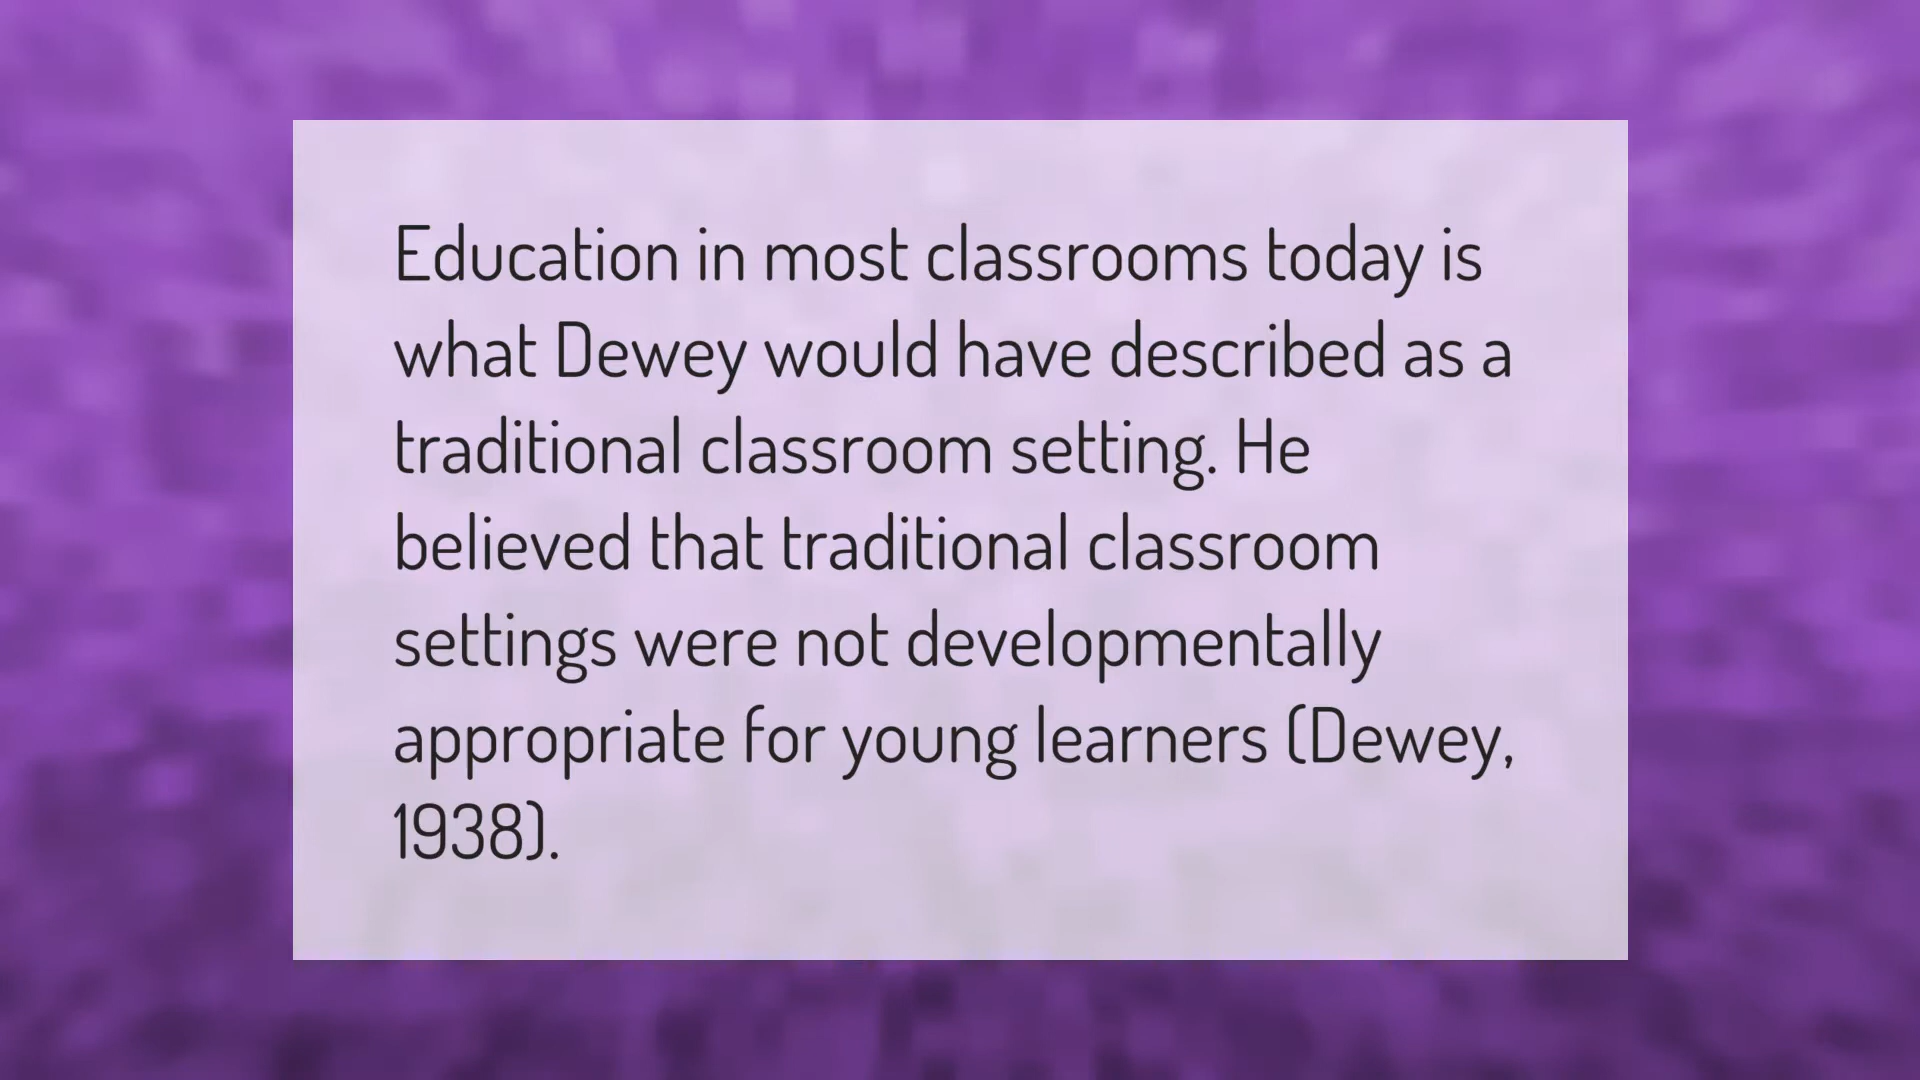 Education in most classrooms today is
what Dewey would have described as a
traditional classroom setting. He
believed that traditional classroom
settings were not developmentally
appropriate for young learners (Dewey,
1938).